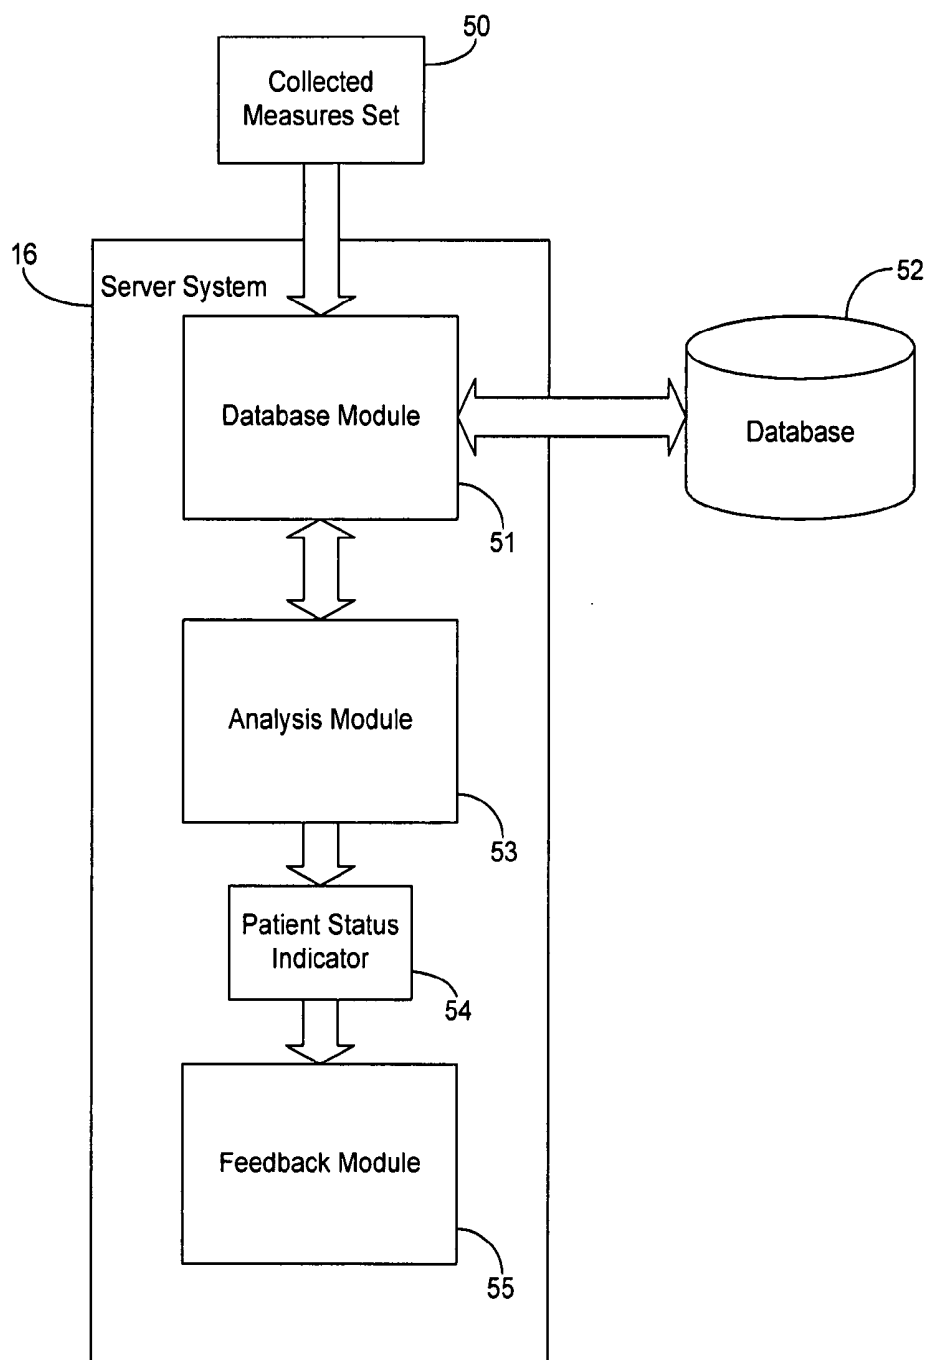 50
Collected
Measures Set
16
Server System
52
Database Module
Database
51
Analysis Module
53
Patient Status
Indicator
54
Feedback Module
55